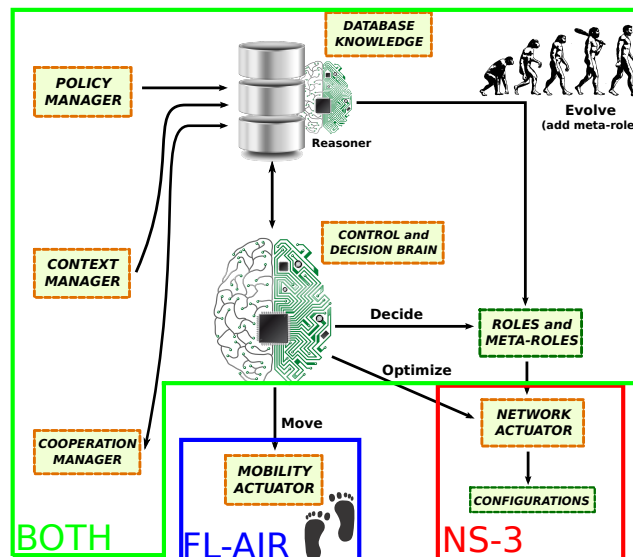 DATABASE
KNOWLEDGE
POLICY
MANAGER
Reasoner
Evolve
(add meta-role
CONTEXT
MANAGER
CONTROL and
DECISION BRAIN
Decide
ROLES and
META-ROLES
Optimize
COOPERATION
MANAGER
Move
MOBILITY
ACTUATOR
NETWORK
ACTUATOR
CONFIGURATIONS
BOTH
FL-AIR
NS-3